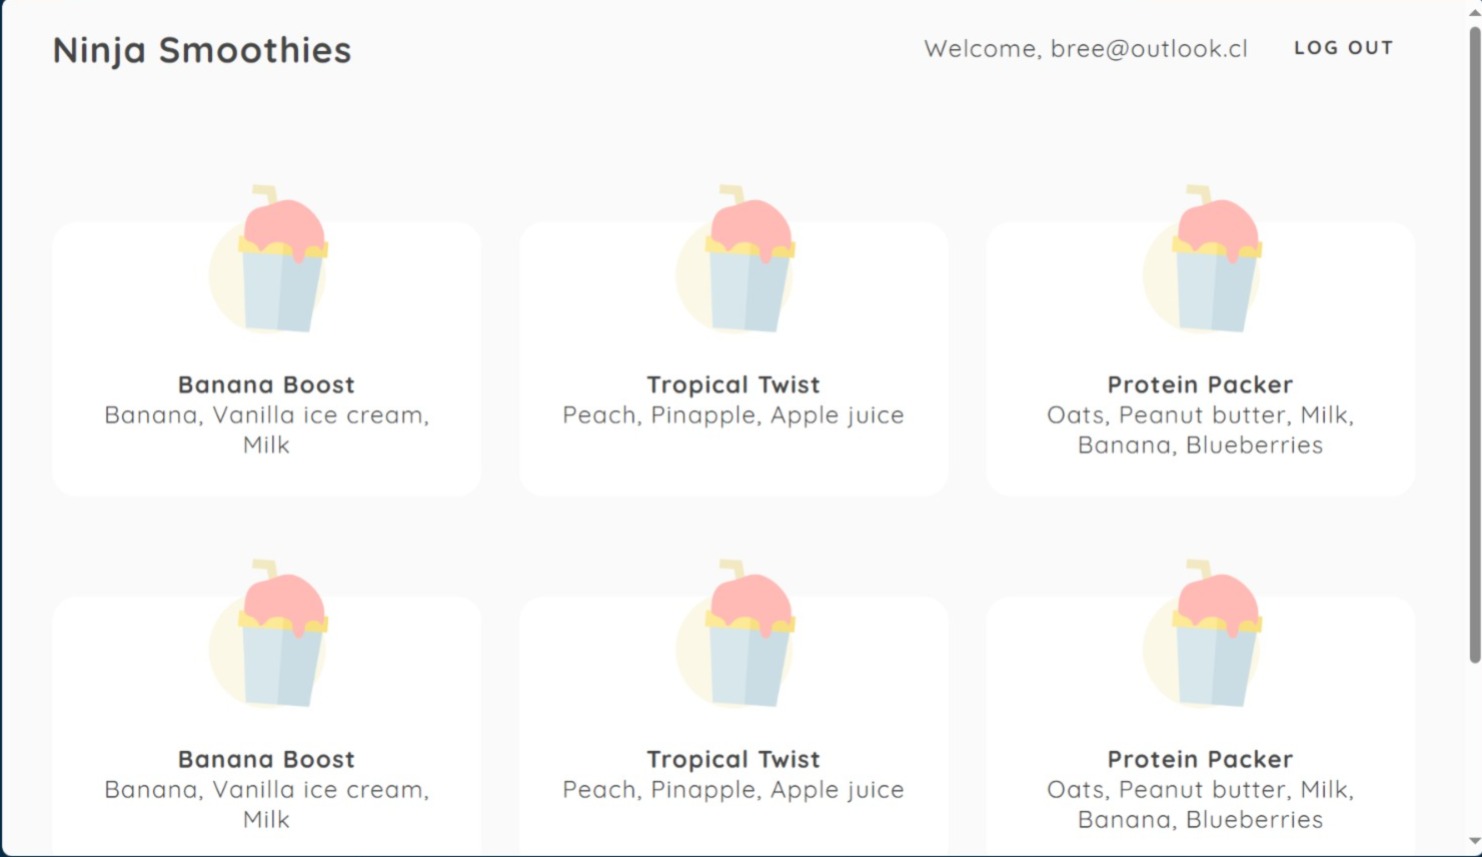 Ninja Smoothies
Welcome, bree@outlook.cl
LOG OUT
Banana Boost
Banana, Vanilla ice cream,
Milk
Tropical Twist
Peach, Pinapple, Apple juice
Protein Packer
Oats, Peanut butter, Milk,
Banana, Blueberries
Banana Boost
Banana, Vanilla ice cream,
Milk
Tropical Twist
Peach, Pinapple, Apple juice
Protein Packer
Oats, Peanut butter, Milk,
Banana, Blueberries